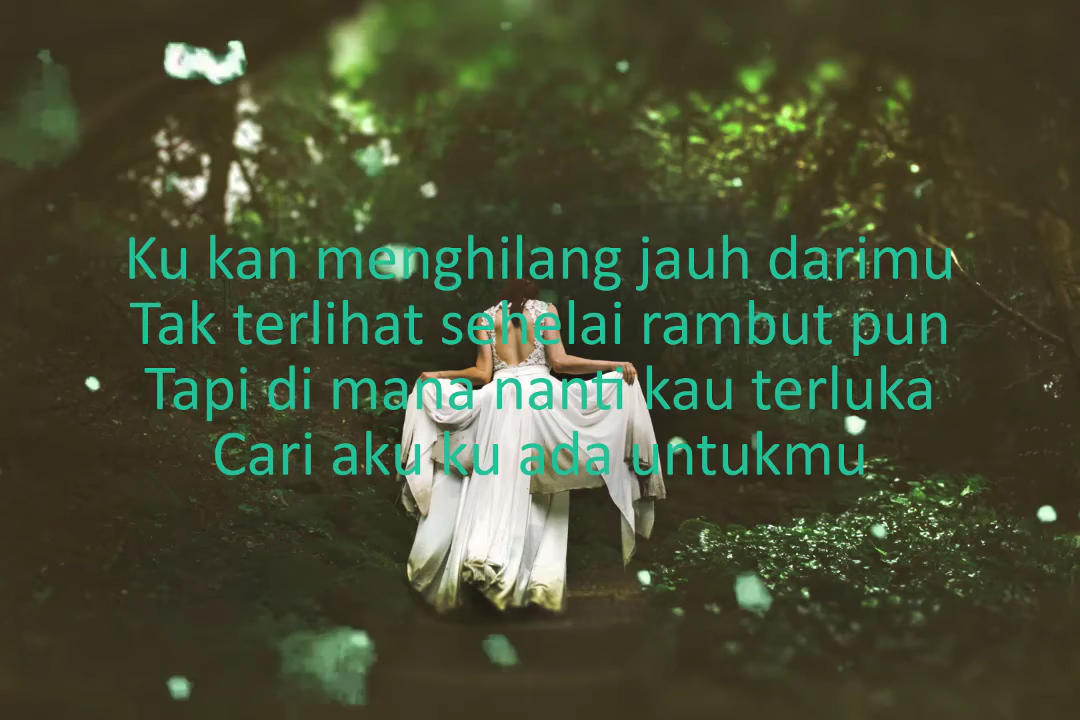 Ku kan menghilang jauh darimu
Tak terlihat sehelai rambut pun
Tapi di mana nanti kau terluka
Cari aku ku ada untukmu